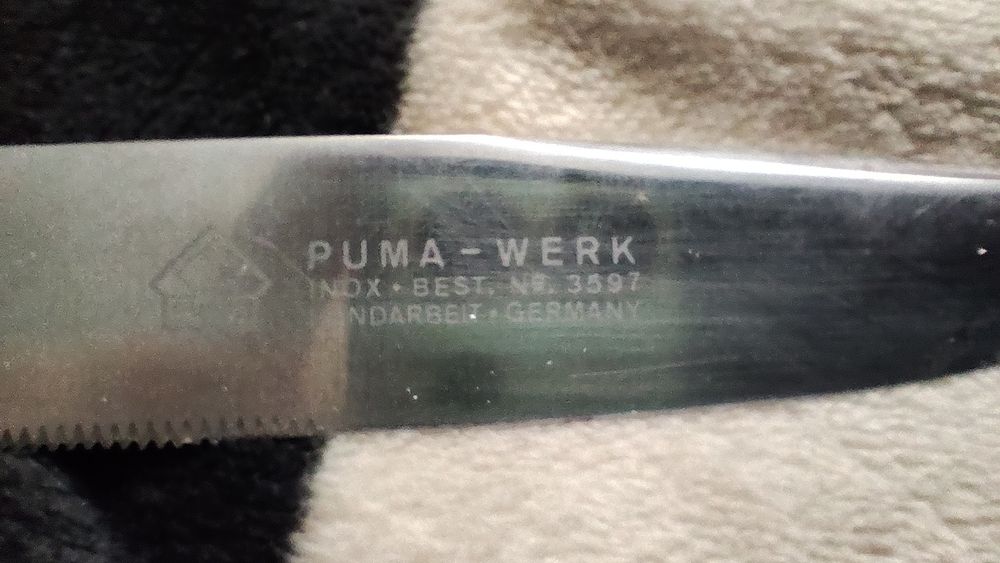 PUMA-WERK
INOX · BEST. NR. 3597
HANDARBEIT · GERMANY